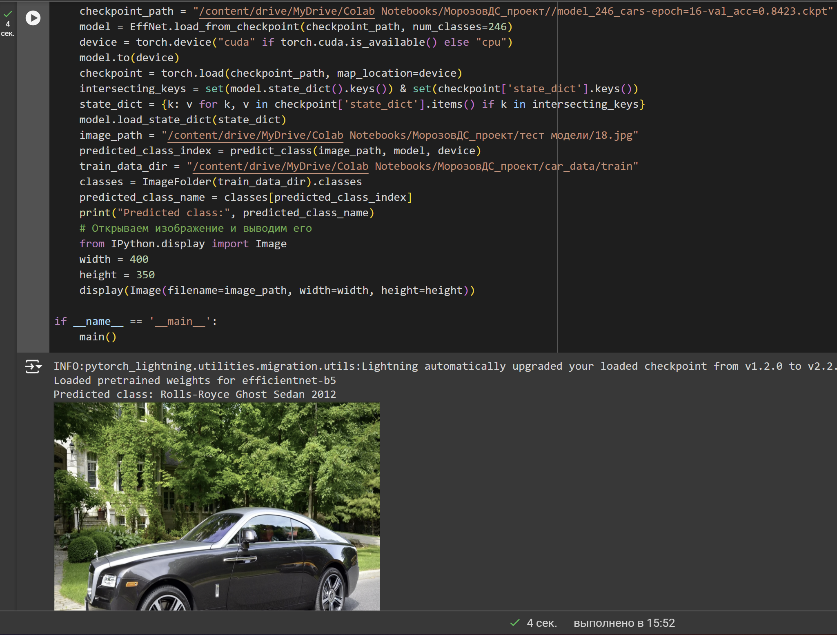 checkpoint_path = "/content/drive/MyDrive/Colab Notebooks/МорозовДС_проект//model_246_cars-epoch=16-val_acc=0.8423.ckpt"
4
model = EffNet.load_from_checkpoint(checkpoint_path, num_classes=246)
сек.
device = torch.device("cuda" if torch.cuda.is_available() else "cpu")
model.to(device)
checkpoint = torch.load(checkpoint_path, map_location=device)
intersecting_keys = set(model.state_dict().keys()) & set(checkpoint['state_dict'].keys())
state_dict = {k: v for k, v in checkpoint['state_dict'].items() if k in intersecting_keys}
model.load_state_dict(state_dict)
image_path = "/content/drive/MyDrive/Colab Notebooks/МорозовДС_проект/тест модели/18.jpg"
predicted_class_index = predict_class(image_path, model, device)
train_data_dir = "/content/drive/MyDrive/Colab Notebooks/МорозовДС_проект/car_data/train"
classes = ImageFolder(train_data_dir).classes
predicted_class_name = classes[predicted_class_index]
print("Predicted class:", predicted_class_name)
# Открываем изображение и выводим его
from IPython.display import Image
width = 400
height = 350
display(Image(filename=image_path, width=width, height=height))
if __name__ == '__main__':
main()
INFO:pytorch_lightning.utilities.migration.utils:Lightning automatically upgraded your loaded checkpoint from v1.2.0 to v2.2.
Loaded pretrained weights for efficientnet-b5
Predicted class: Rolls-Royce Ghost Sedan 2012
4 сек. выполнено в 15:52